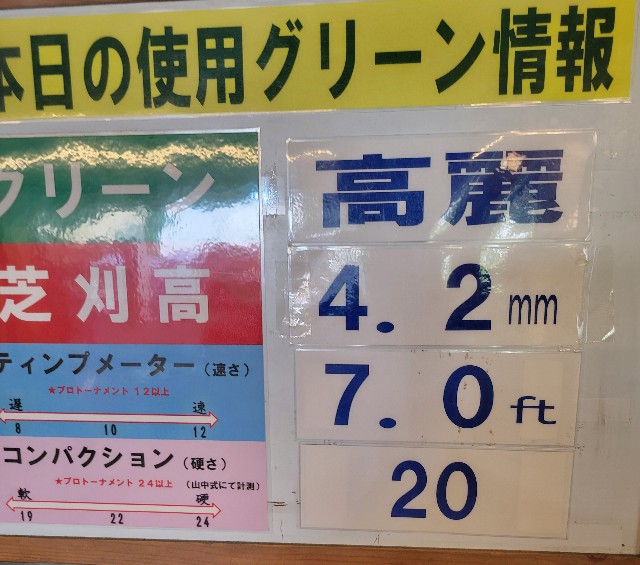 本日の使用グリーン情報
グリーン 高麗
芝刈高 4.2mm
ティンプメーター(速さ) 7.0ft
★プロトーナメント 12以上
遅 速
8 10 12
コンパクション(硬さ) 20
★プロトーナメント 24以上 (山中式にて計測)
軟 硬
19 22 24